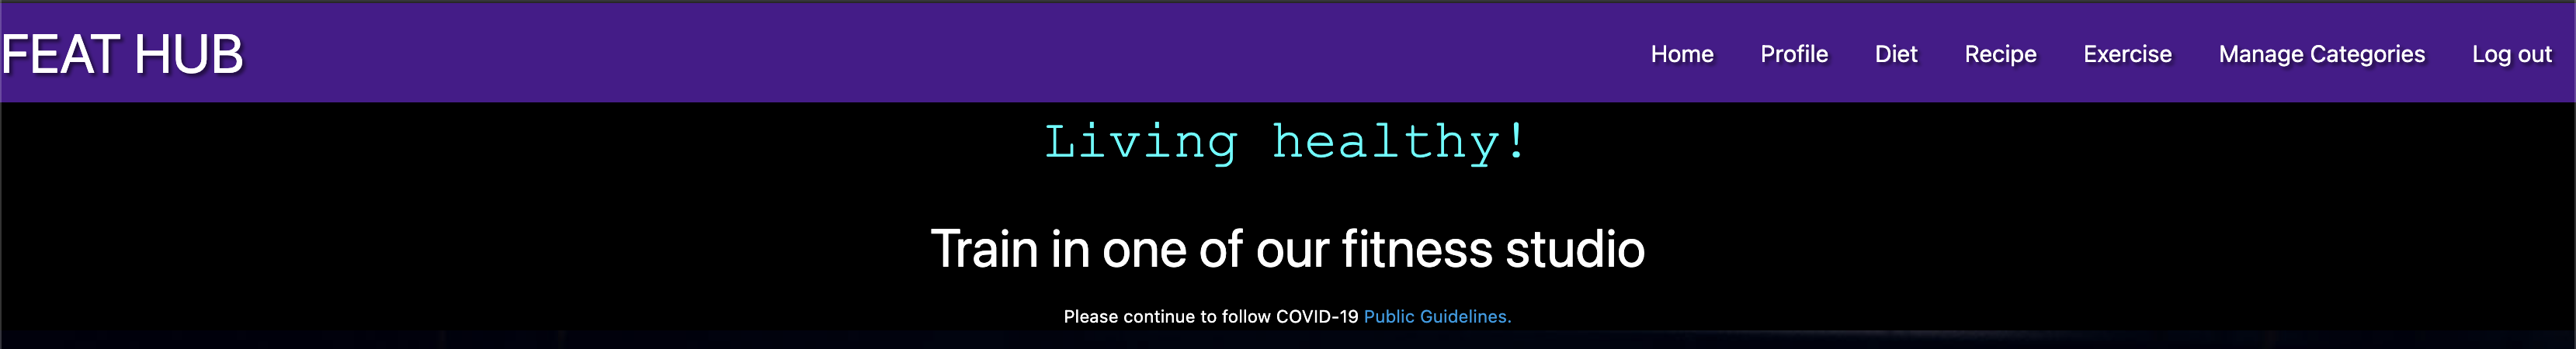 FEAT HUB
Home Profile Diet Recipe Exercise Manage Categories Log out
Living healthy!
Train in one of our fitness studio
Please continue to follow COVID-19 Public Guidelines.